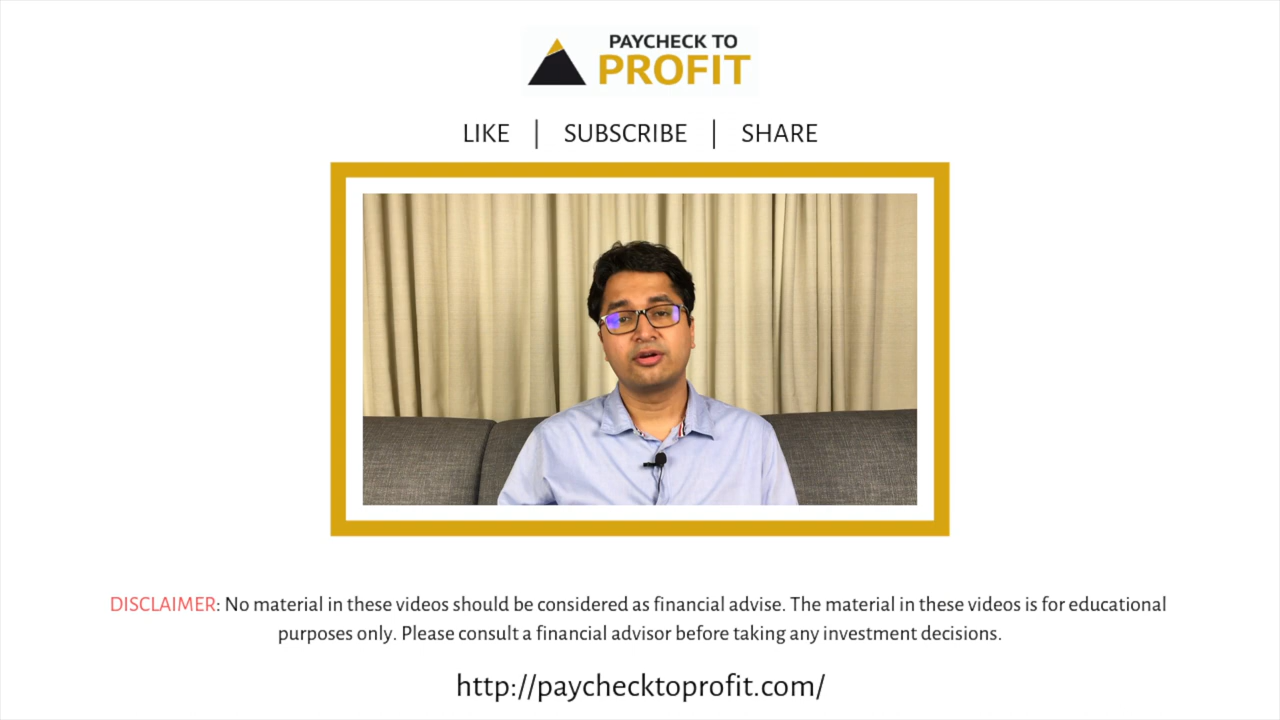 PAYCHECK TO
PROFIT
LIKE | SUBSCRIBE | SHARE
DISCLAIMER: No material in these videos should be considered as financial advise. The material in these videos is for educational
purposes only. Please consult a financial advisor before taking any investment decisions.
http://paychecktoprofit.com/